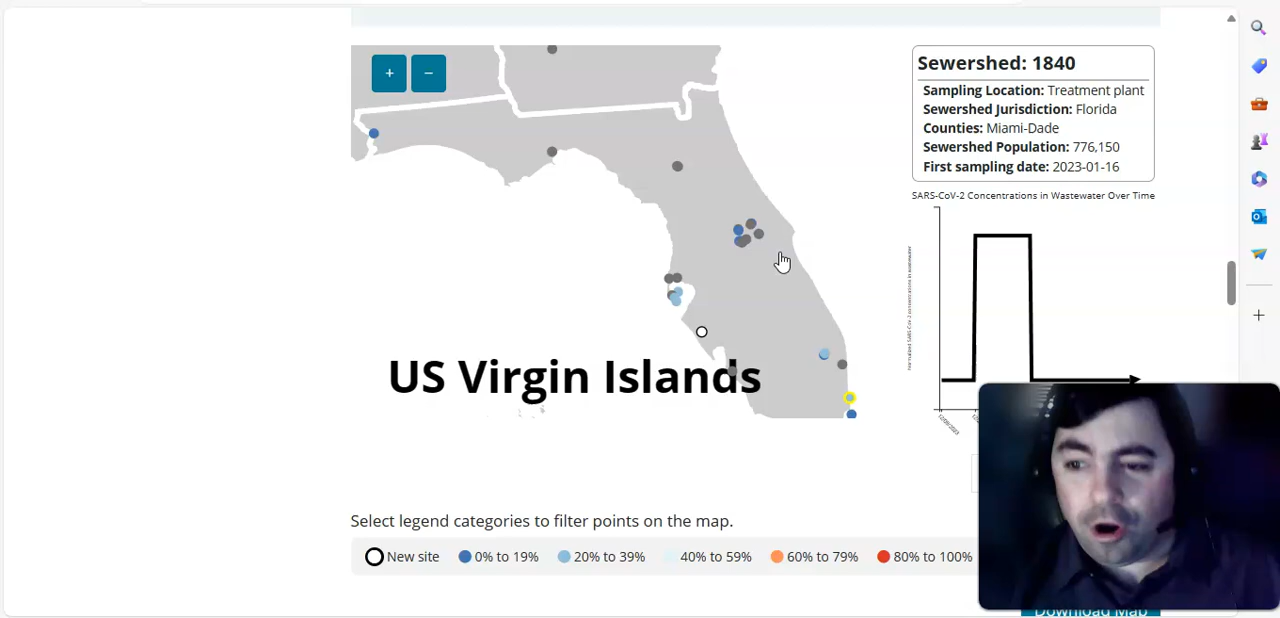 +
−
Sewershed: 1840
Sampling Location: Treatment plant
Sewershed Jurisdiction: Florida
Counties: Miami-Dade
Sewershed Population: 776,150
First sampling date: 2023-01-16
SARS-CoV-2 Concentrations in Wastewater Over Time
US Virgin Islands
Select legend categories to filter points on the map.
New site
0% to 19%
20% to 39%
40% to 59%
60% to 79%
80% to 100%
Download Map